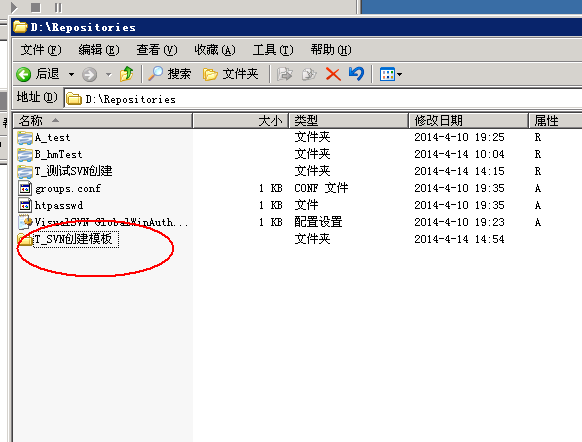 D:\Repositories
文件(F) 编辑(E) 查看(V) 收藏(A) 工具(T) 帮助(H)
后退 搜索 文件夹
地址(D) D:\Repositories
名称 大小 类型 修改日期 属性
A_test 文件夹 2014-4-10 19:25 R
B_hmTest 文件夹 2014-4-14 10:04 R
T_测试SVN创建 文件夹 2014-4-14 14:15 R
groups.conf 1 KB CONF 文件 2014-4-10 19:35 A
htpasswd 1 KB 文件 2014-4-10 19:35 A
VisualSVN-GlobalWinAuth... 1 KB 配置设置 2014-4-10 19:23 A
T_SVN创建模板 文件夹 2014-4-14 14:54